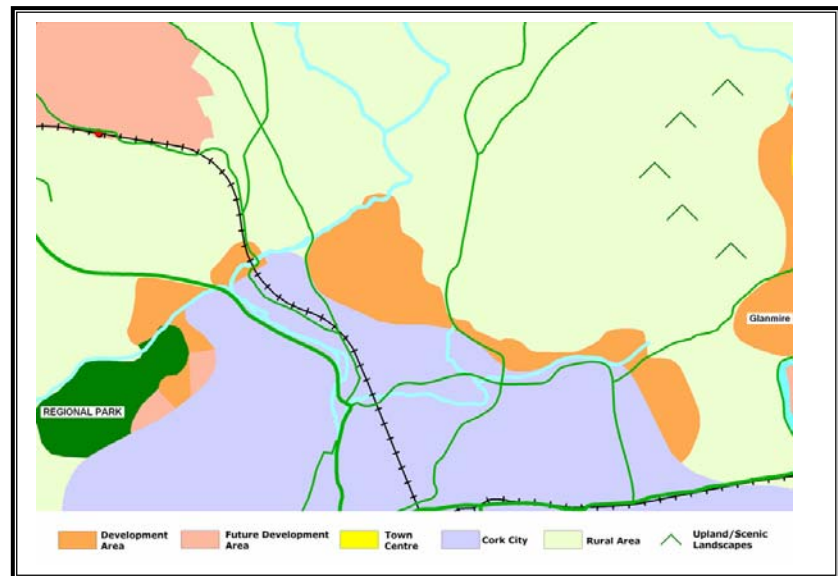 Glanmire
REGIONAL PARK
Development
Area
Future Development
Area
Town
Centre
Cork City
Rural Area
Upland/Scenic
Landscapes